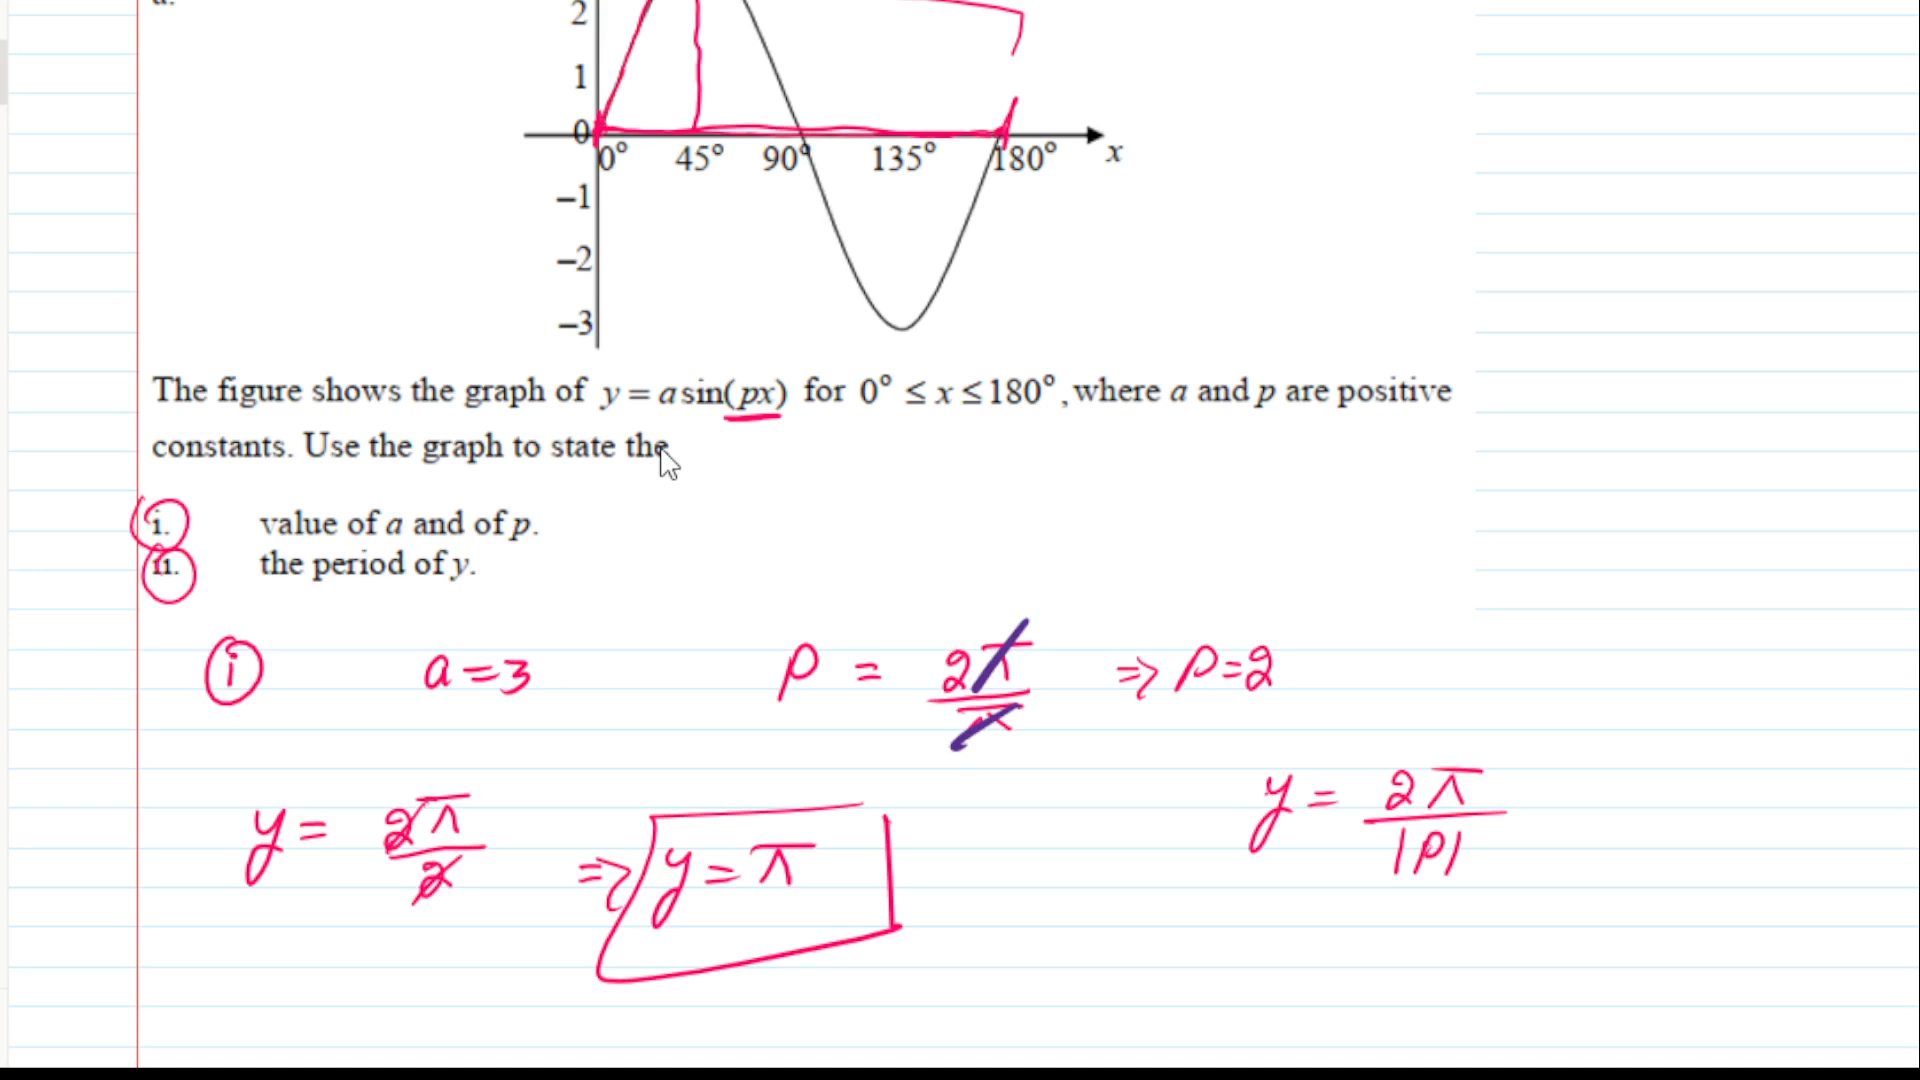 a.
2
1
0
0° 45° 90° 135° 180° x
−1
−2
−3
The figure shows the graph of y = a sin(px) for 0° ≤ x ≤ 180°, where a and p are positive
constants. Use the graph to state the
i. value of a and of p.
ii. the period of y.
i a = 3 p = 2π/π ⇒ p = 2
y = 2π/2 ⇒ y = π y = 2π/|p|